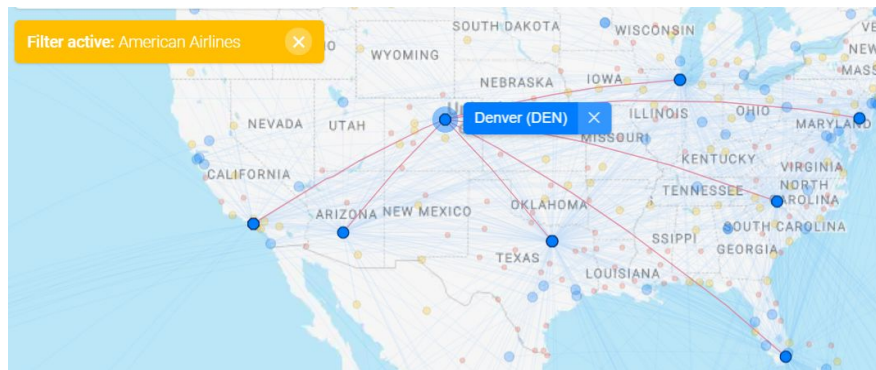 SOUTH DAKOTA
WISCONSIN
Filter active: American Airlines
WYOMING
NEBRASKA
IOWA
Denver (DEN)
ILLINOIS
OHIO
MARYLAND
NEVADA
UTAH
MISSOURI
KENTUCKY
VIRGINIA
CALIFORNIA
TENNESSEE
NORTH
CAROLINA
ARIZONA
NEW MEXICO
OKLAHOMA
SSIPPI
SOUTH CAROLINA
GEORGIA
TEXAS
LOUISIANA